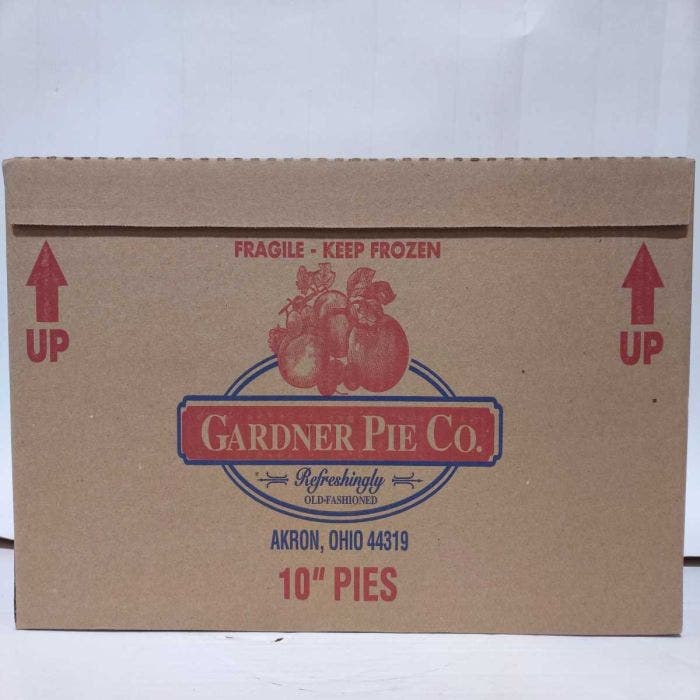 FRAGILE - KEEP FROZEN
UP
UP
GARDNER PIE CO.
Refreshingly
OLD-FASHIONED
AKRON, OHIO 44319
10" PIES